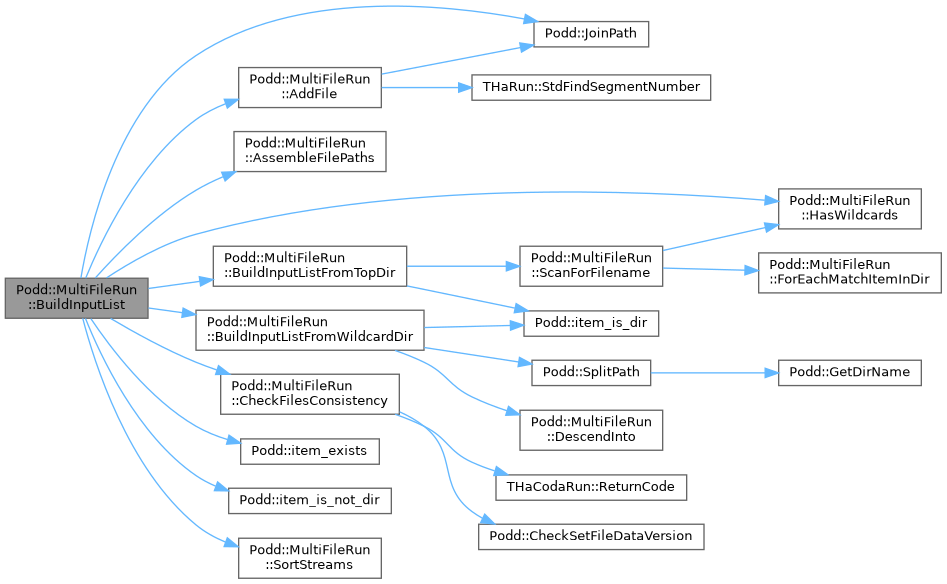 Podd::MultiFileRun
::BuildInputList
Podd::JoinPath
Podd::MultiFileRun
::AddFile
THaRun::StdFindSegmentNumber
Podd::MultiFileRun
::AssembleFilePaths
Podd::MultiFileRun
::HasWildcards
Podd::MultiFileRun
::BuildInputListFromTopDir
Podd::MultiFileRun
::ScanForFilename
Podd::MultiFileRun
::ForEachMatchItemInDir
Podd::item_is_dir
Podd::MultiFileRun
::BuildInputListFromWildcardDir
Podd::SplitPath
Podd::GetDirName
Podd::MultiFileRun
::CheckFilesConsistency
Podd::MultiFileRun
::DescendInto
Podd::item_exists
THaCodaRun::ReturnCode
Podd::item_is_not_dir
Podd::CheckSetFileDataVersion
Podd::MultiFileRun
::SortStreams